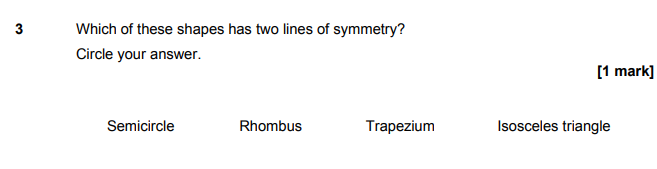 3 Which of these shapes has two lines of symmetry?
Circle your answer.
[1 mark]
Semicircle Rhombus Trapezium Isosceles triangle